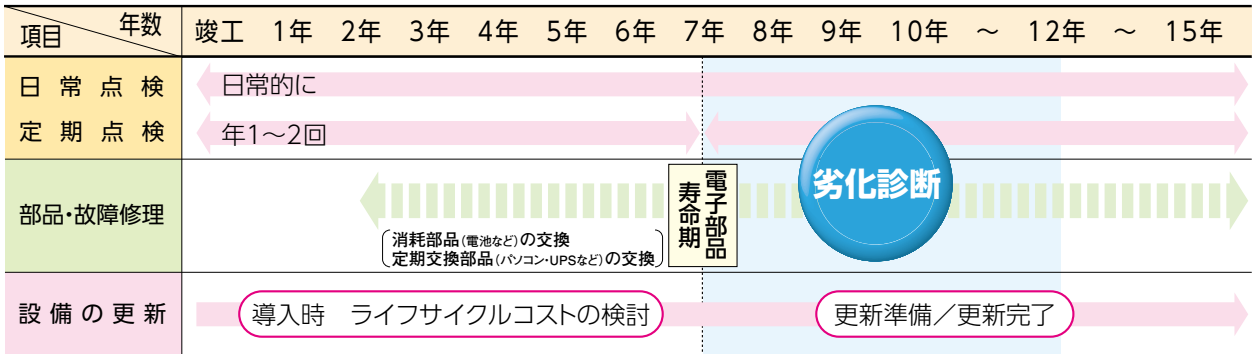 項目 年数 竣工 1年 2年 3年 4年 5年 6年 7年 8年 9年 10年 ～ 12年 ～ 15年
日常点検 日常的に
定期点検 年1～2回
劣化診断
部品・故障修理
電子部品
寿命期
消耗部品(電池など)の交換
定期交換部品(パソコン・UPSなど)の交換
設備の更新 導入時 ライフサイクルコストの検討 更新準備／更新完了